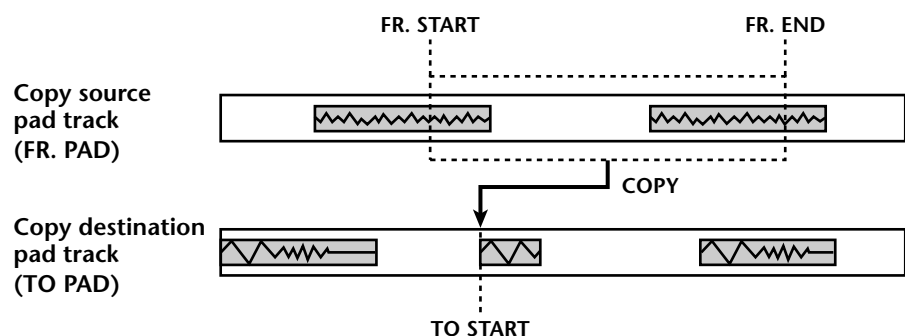 FR. START
FR. END
Copy source
pad track
(FR. PAD)
COPY
Copy destination
pad track
(TO PAD)
TO START